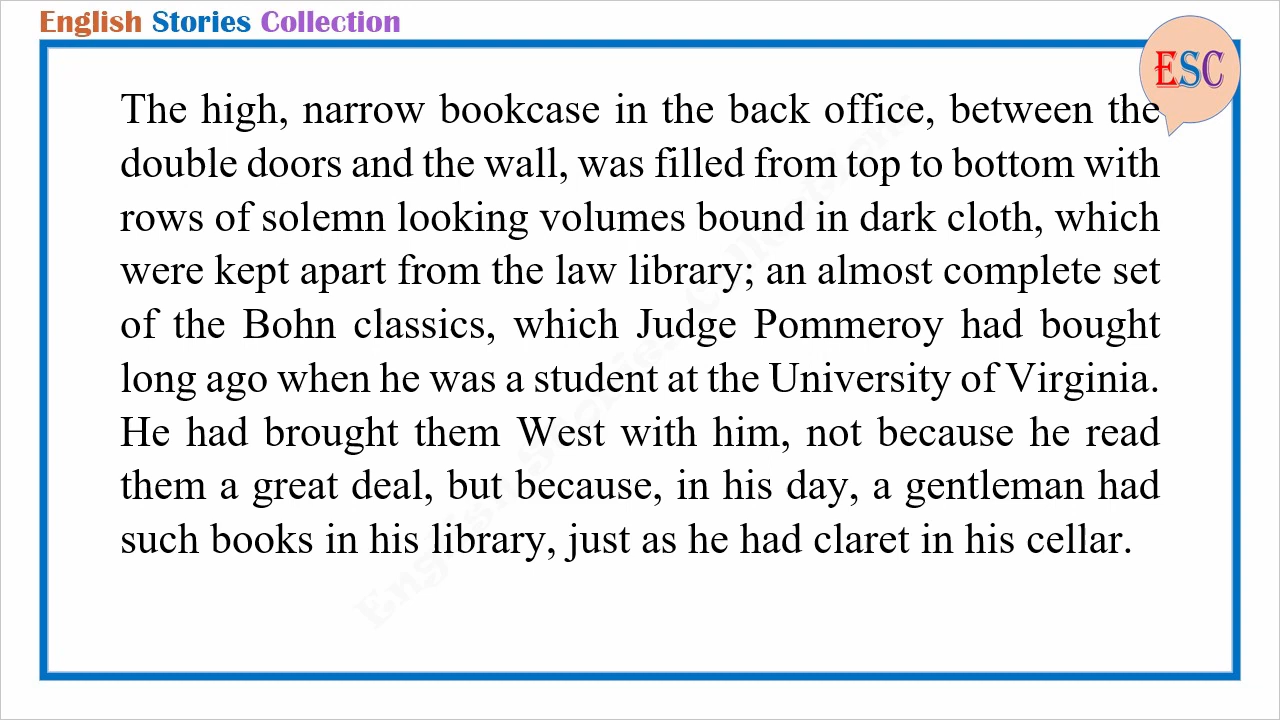 English Stories Collection
ESC
The high, narrow bookcase in the back office, between the
double doors and the wall, was filled from top to bottom with
rows of solemn looking volumes bound in dark cloth, which
were kept apart from the law library; an almost complete set
of the Bohn classics, which Judge Pommeroy had bought
long ago when he was a student at the University of Virginia.
He had brought them West with him, not because he read
them a great deal, but because, in his day, a gentleman had
such books in his library, just as he had claret in his cellar.
English Stories Collections